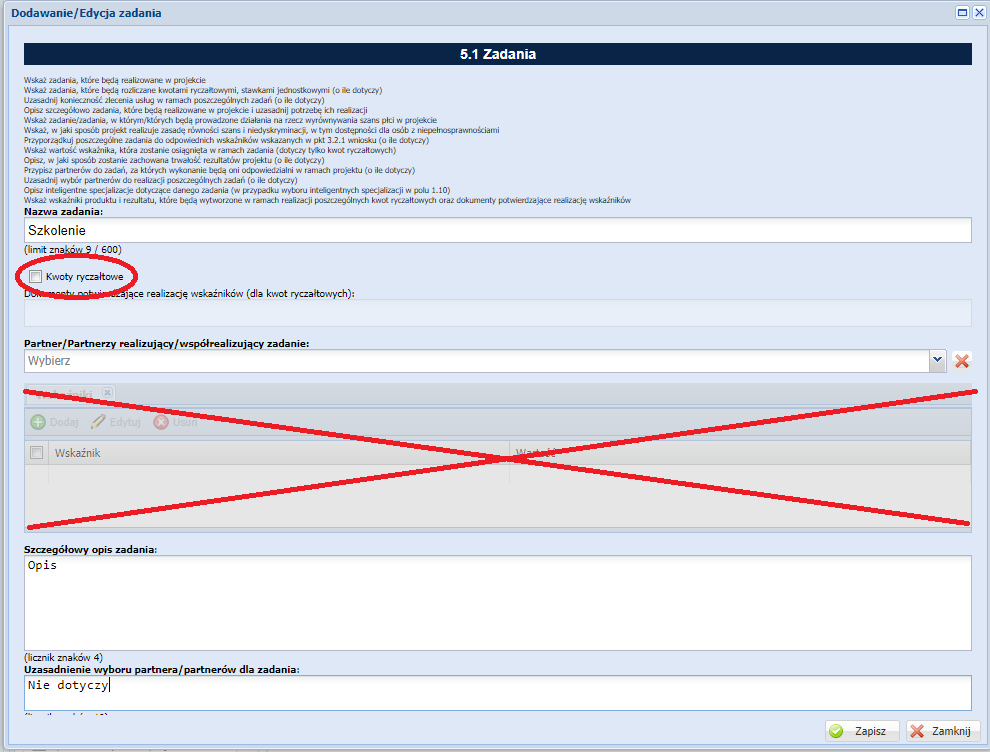 Dodawanie/Edycja zadania
5.1 Zadania
Wskaż zadania, które będą realizowane w projekcie
Wskaż zadania, które będą rozliczane kwotami ryczałtowymi, stawkami jednostkowymi (o ile dotyczy)
Uzasadnij konieczność zlecenia usług w ramach poszczególnych zadań (o ile dotyczy)
Opisz szczegółowo zadania, które będą realizowane w projekcie i uzasadnij potrzebę ich realizacji
Wskaż zadanie/zadania, w którym/których będą prowadzone działania na rzecz wyrównywania szans płci w projekcie
Wskaż, w jaki sposób projekt realizuje zasadę równości szans i niedyskryminacji, w tym dostępności dla osób z niepełnosprawnościami
Przyporządkuj poszczególne zadania do odpowiednich wskaźników wskazanych w pkt 3.2.1 wniosku (o ile dotyczy)
Wskaż wartość wskaźnika, która zostanie osiągnięta w ramach zadania (dotyczy tylko kwot ryczałtowych)
Opisz, w jaki sposób zostanie zachowana trwałość rezultatów projektu (o ile dotyczy)
Przypisz partnerów do zadań, za których wykonanie będą oni odpowiedzialni w ramach projektu (o ile dotyczy)
Uzasadnij wybór partnerów do realizacji poszczególnych zadań (o ile dotyczy)
Opisz inteligentne specjalizacje dotyczące danego zadania (w przypadku wyboru inteligentnych specjalizacji w polu 1.10)
Wskaż wskaźniki produktu i rezultatu, które będą wytworzone w ramach realizacji poszczególnych kwot ryczałtowych oraz dokumenty potwierdzające realizację wskaźników
Nazwa zadania:
Szkolenie
(limit znaków 9 / 600)
Kwoty ryczałtowe
Dokumenty potwierdzające realizację wskaźników (dla kwot ryczałtowych):
Partner/Partnerzy realizujący/współrealizujący zadanie:
Wybierz
Dodaj Edytuj Usuń
Wskaźnik Wartość
Szczegółowy opis zadania:
Opis
(licznik znaków 4)
Uzasadnienie wyboru partnera/partnerów dla zadania:
Nie dotyczy
Zapisz Zamknij